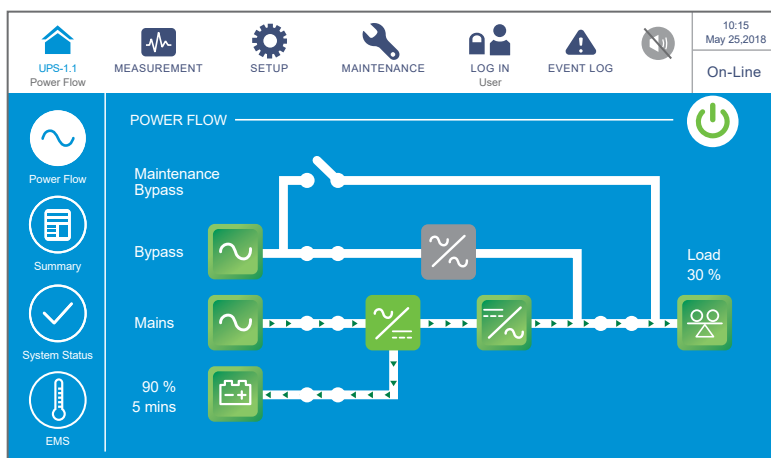 10:15
May 25,2018
UPS-1.1
Power Flow
MEASUREMENT
SETUP
MAINTENANCE
LOG IN
User
EVENT LOG
On-Line
POWER FLOW
Power Flow
Maintenance
Bypass
Summary
Bypass
Load
30 %
Mains
System Status
90 %
5 mins
EMS